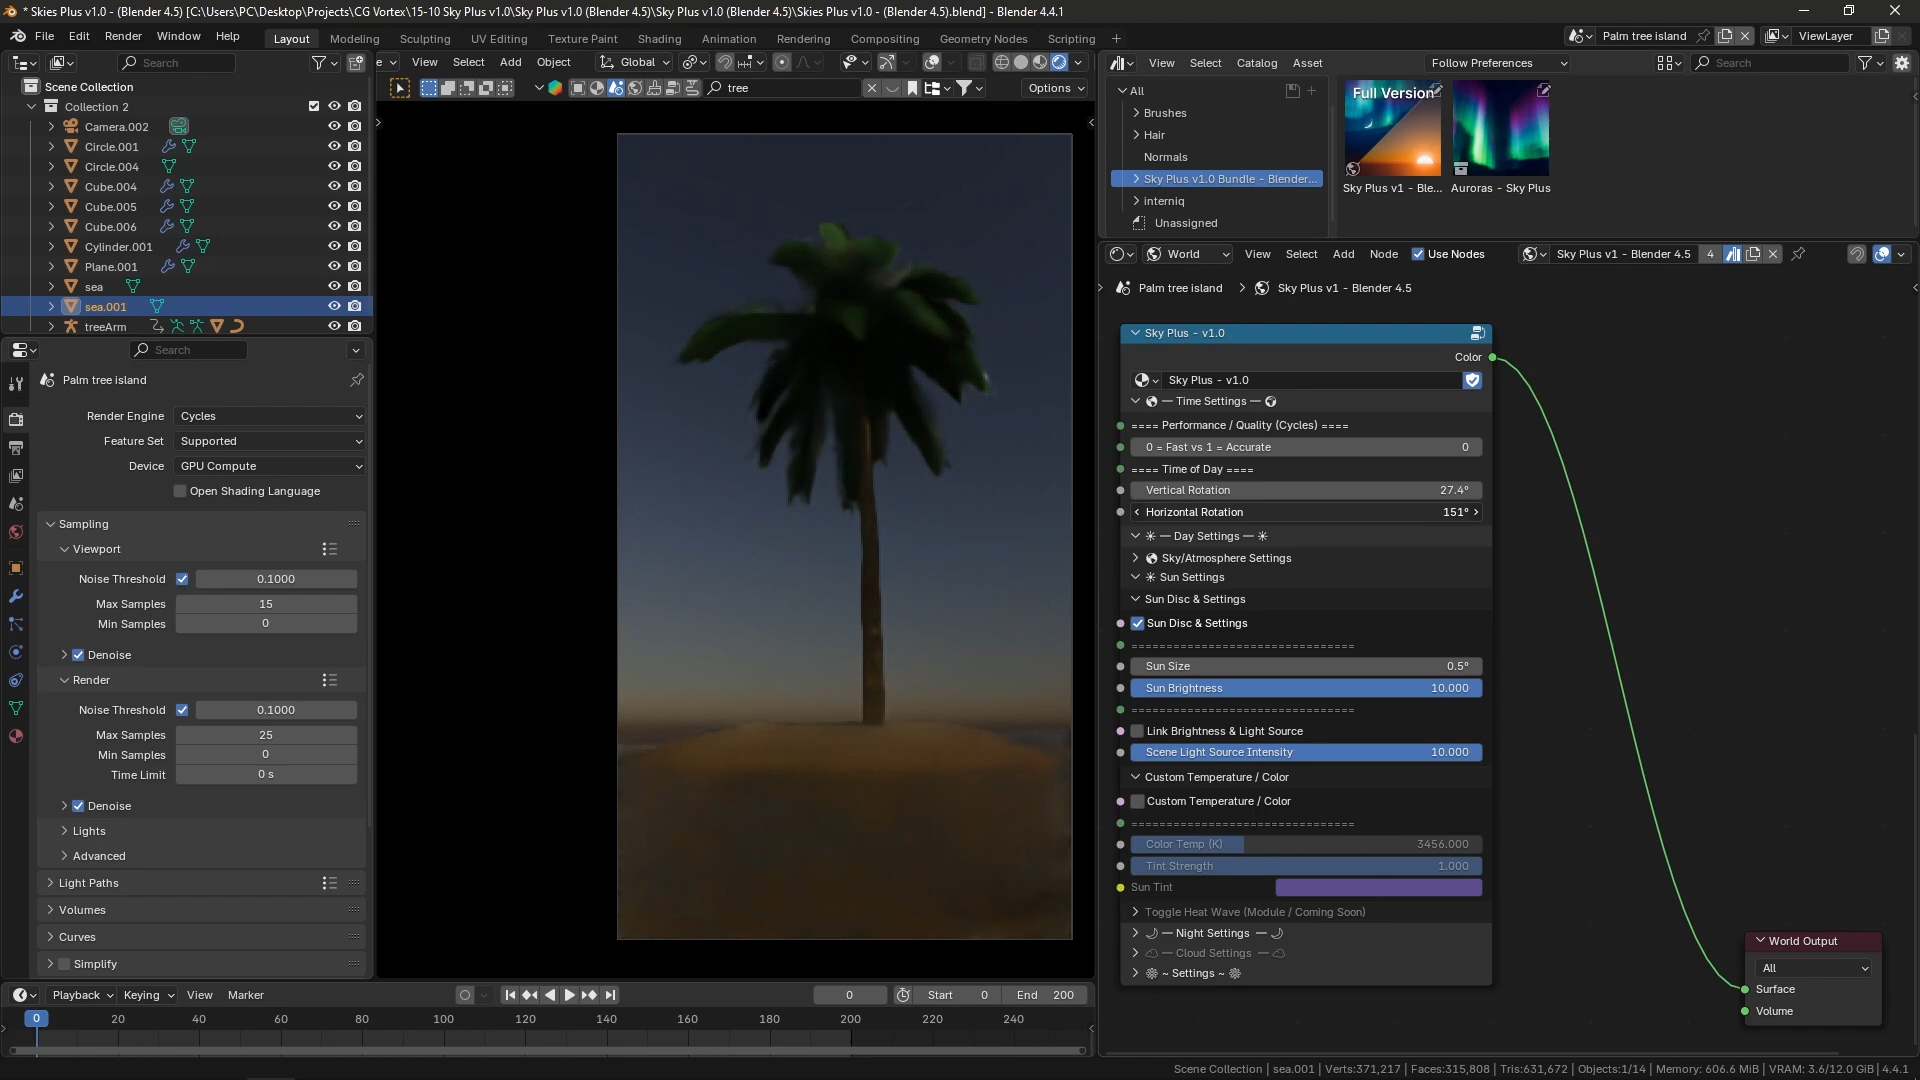 * Skies Plus v1.0 - (Blender 4.5) [C:\Users\PC\Desktop\Projects\CG Vortex\15-10 Sky Plus v1.0\Sky Plus v1.0 (Blender 4.5)\Sky Plus v1.0 (Blender 4.5)\Skies Plus v1.0 - (Blender 4.5).blend] - Blender 4.4.1
File Edit Render Window Help Layout Modeling Sculpting UV Editing Texture Paint Shading Animation Rendering Compositing Geometry Nodes Scripting + Palm tree island ViewLayer
Search
Scene Collection
Collection 2
Camera.002
Circle.001
Circle.004
Cube.004
Cube.005
Cube.006
Cylinder.001
Plane.001
sea
sea.001
treeArm
Search
Palm tree island
Render Engine Cycles
Feature Set Supported
Device GPU Compute
Open Shading Language
Sampling
Viewport
Noise Threshold 0.1000
Max Samples 15
Min Samples 0
Denoise
Render
Noise Threshold 0.1000
Max Samples 25
Min Samples 0
Time Limit 0 s
Denoise
Lights
Advanced
Light Paths
Volumes
Curves
Simplify
e View Select Add Object Global
tree Options
View Select Catalog Asset Follow Preferences Search
All
Brushes
Hair
Normals
Sky Plus v1.0 Bundle - Blender...
interniq
Unassigned
Full Version
Sky Plus v1 - Ble... Auroras - Sky Plus
World View Select Add Node Use Nodes Sky Plus v1 - Blender 4.5 4
Palm tree island > Sky Plus v1 - Blender 4.5
Sky Plus - v1.0
Color
Sky Plus - v1.0
— Time Settings —
==== Performance / Quality (Cycles) ====
0 = Fast vs 1 = Accurate 0
==== Time of Day ====
Vertical Rotation 27.4°
Horizontal Rotation 151°
— Day Settings —
Sky/Atmosphere Settings
Sun Settings
Sun Disc & Settings
Sun Disc & Settings
==============================
Sun Size 0.5°
Sun Brightness 10.000
==============================
Link Brightness & Light Source
Scene Light Source Intensity 10.000
Custom Temperature / Color
Custom Temperature / Color
==============================
Color Temp (K) 3456.000
Tint Strength 1.000
Sun Tint
Toggle Heat Wave (Module / Coming Soon)
— Night Settings —
— Cloud Settings —
~ Settings ~
World Output
All
Surface
Volume
Playback Keying View Marker 0 Start 0 End 200
0 20 40 60 80 100 120 140 160 180 200 220 240
Scene Collection | sea.001 | Verts:371,217 | Faces:315,808 | Tris:631,672 | Objects:1/14 | Memory: 606.6 MiB | VRAM: 3.6/12.0 GiB | 4.4.1